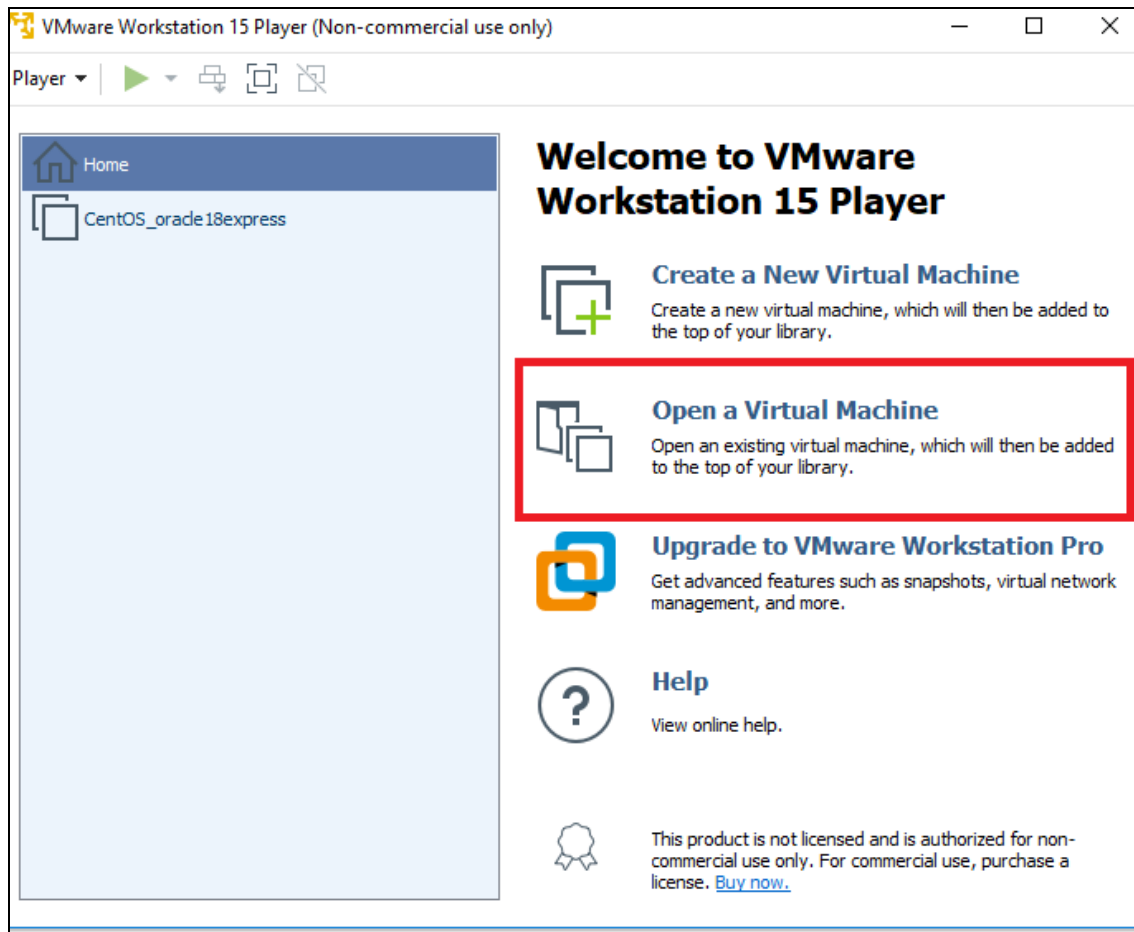 VMware Workstation 15 Player (Non-commercial use only)
Player
Home
CentOS_oracle18express
Welcome to VMware
Workstation 15 Player
Create a New Virtual Machine
Create a new virtual machine, which will then be added to
the top of your library.
Open a Virtual Machine
Open an existing virtual machine, which will then be added
to the top of your library.
Upgrade to VMware Workstation Pro
Get advanced features such as snapshots, virtual network
management, and more.
Help
View online help.
This product is not licensed and is authorized for non-
commercial use only. For commercial use, purchase a
license. Buy now.